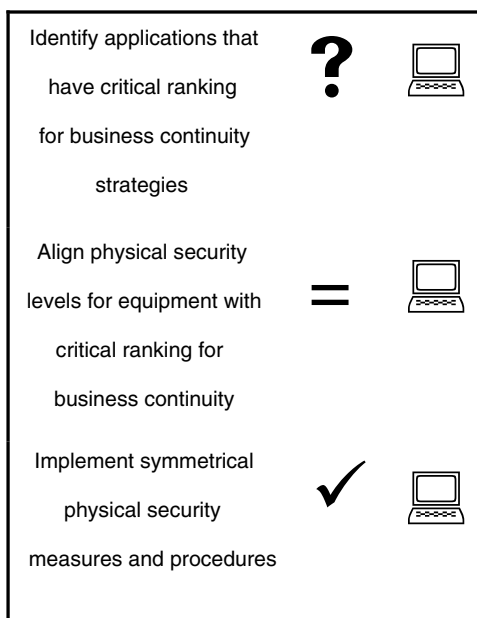 Identify applications that
have critical ranking
for business continuity
strategies
?
Align physical security
levels for equipment with
critical ranking for
business continuity
=
Implement symmetrical
physical security
measures and procedures
✓